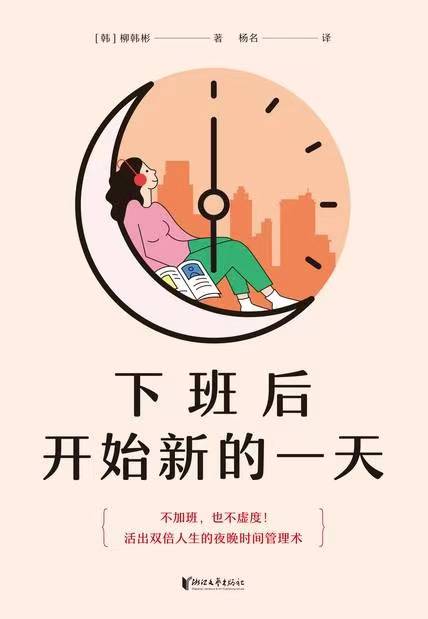 [韩]柳韩彬 著 杨名 译
下班后
开始新的一天
不加班，也不虚度！
活出双倍人生的夜晚时间管理术
浙江文艺出版社